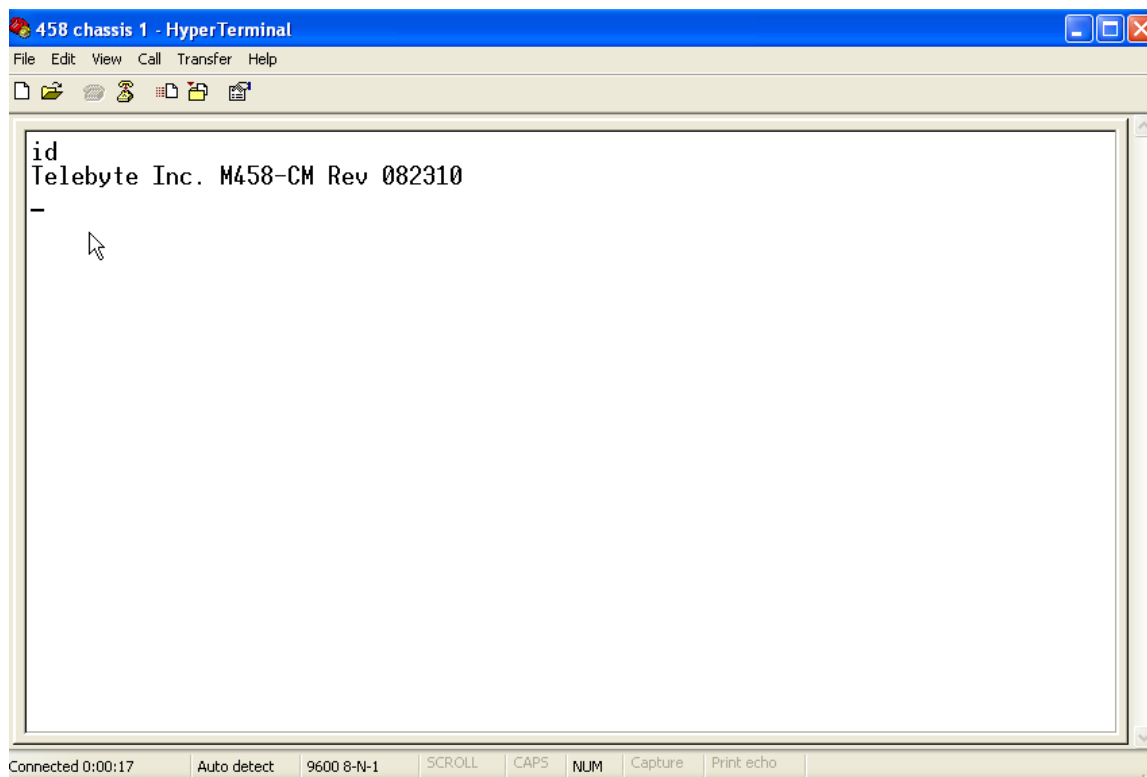 458 chassis 1 - HyperTerminal
File Edit View Call Transfer Help
id
Telebyte Inc. M458-CM Rev 082310
_
Connected 0:00:17 Auto detect 9600 8-N-1 SCROLL CAPS NUM Capture Print echo